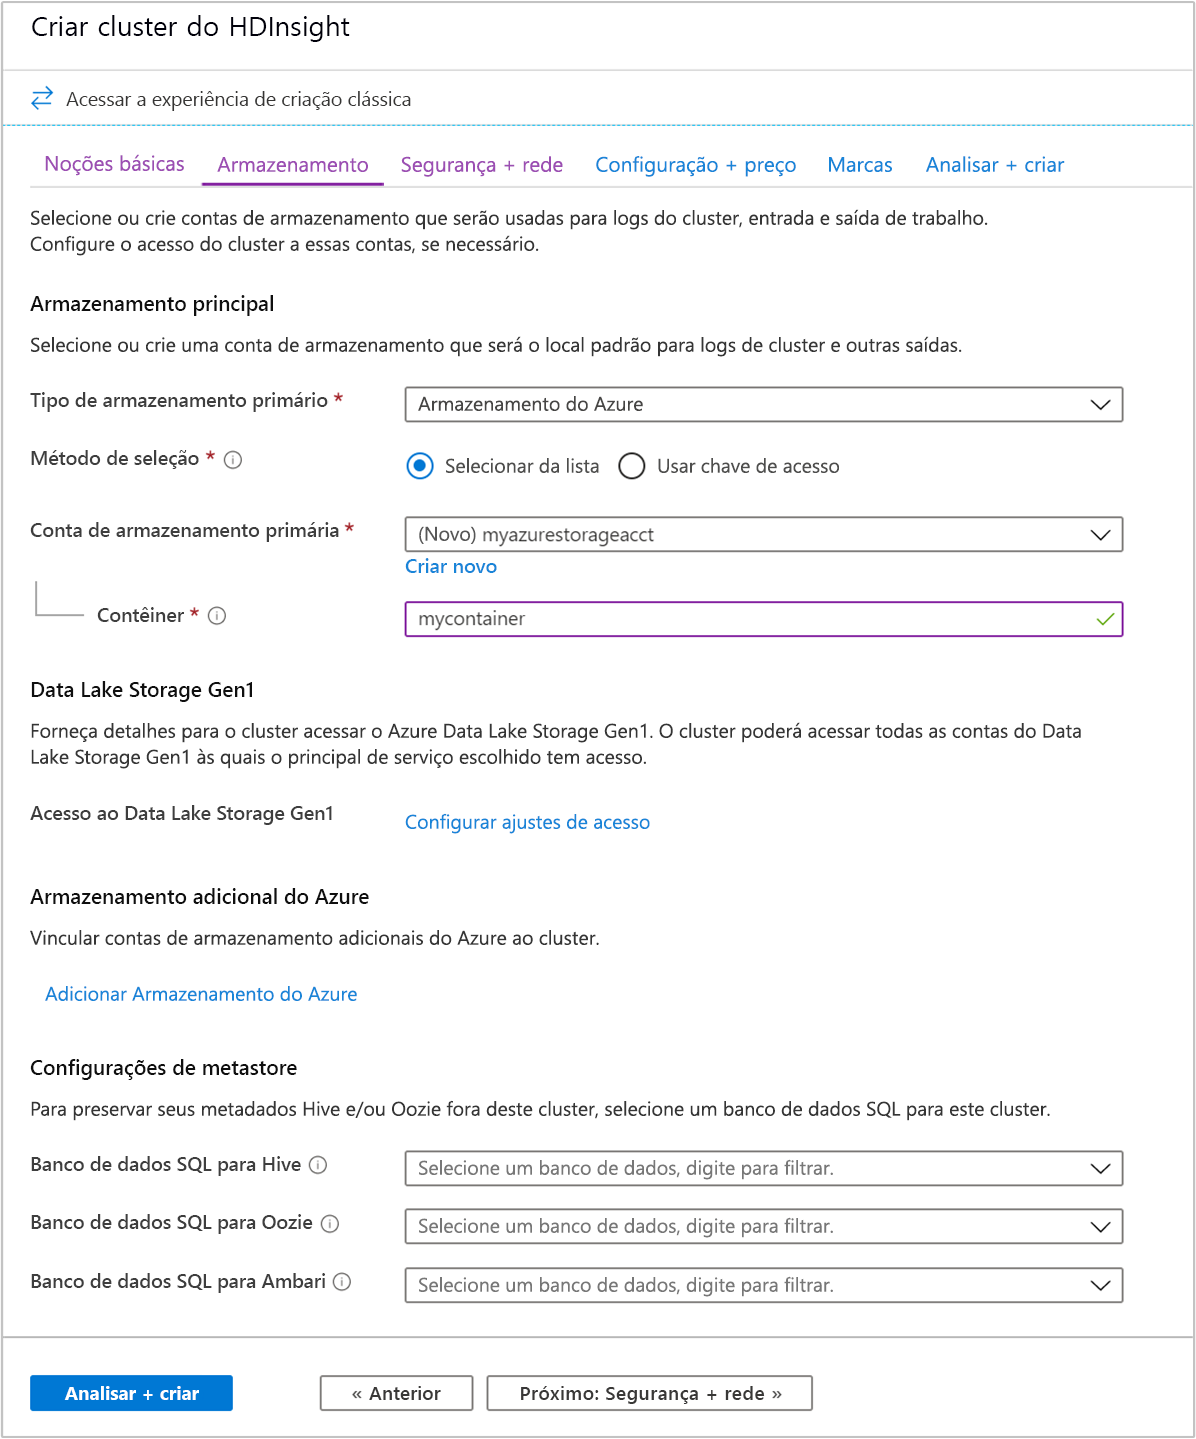 Criar cluster do HDInsight
Acessar a experiência de criação clássica
Noções básicas Armazenamento Segurança + rede Configuração + preço Marcas Analisar + criar
Selecione ou crie contas de armazenamento que serão usadas para logs do cluster, entrada e saída de trabalho.
Configure o acesso do cluster a essas contas, se necessário.
Armazenamento principal
Selecione ou crie uma conta de armazenamento que será o local padrão para logs de cluster e outras saídas.
Tipo de armazenamento primário * Armazenamento do Azure
Método de seleção * Selecionar da lista Usar chave de acesso
Conta de armazenamento primária * (Novo) myazurestorageacct
Criar novo
Contêiner * mycontainer
Data Lake Storage Gen1
Forneça detalhes para o cluster acessar o Azure Data Lake Storage Gen1. O cluster poderá acessar todas as contas do Data
Lake Storage Gen1 às quais o principal de serviço escolhido tem acesso.
Acesso ao Data Lake Storage Gen1 Configurar ajustes de acesso
Armazenamento adicional do Azure
Vincular contas de armazenamento adicionais do Azure ao cluster.
Adicionar Armazenamento do Azure
Configurações de metastore
Para preservar seus metadados Hive e/ou Oozie fora deste cluster, selecione um banco de dados SQL para este cluster.
Banco de dados SQL para Hive Selecione um banco de dados, digite para filtrar.
Banco de dados SQL para Oozie Selecione um banco de dados, digite para filtrar.
Banco de dados SQL para Ambari Selecione um banco de dados, digite para filtrar.
Analisar + criar « Anterior Próximo: Segurança + rede »